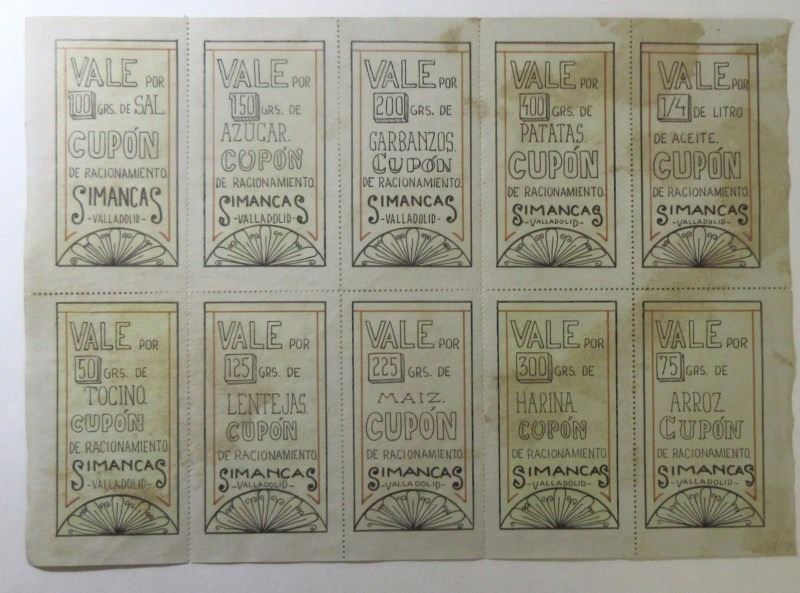 VALE POR
100 GRS. DE SAL.
CUPÓN
DE RACIONAMIENTO.
SIMANCAS
-VALLADOLID-
VALE POR
150 GRS. DE
AZÚCAR.
CUPÓN
DE RACIONAMIENTO.
SIMANCAS
-VALLADOLID-
VALE POR
200 GRS. DE
GARBANZOS.
CUPÓN
DE RACIONAMIENTO.
SIMANCAS
-VALLADOLID-
VALE POR
400 GRS. DE
PATATAS.
CUPÓN
DE RACIONAMIENTO.
SIMANCAS
-VALLADOLID-
VALE POR
1/4 DE LITRO
DE ACEITE.
CUPÓN
DE RACIONAMIENTO.
SIMANCAS
-VALLADOLID-
VALE POR
50 GRS. DE
TOCINO.
CUPÓN
DE RACIONAMIENTO.
SIMANCAS
-VALLADOLID-
VALE POR
125 GRS. DE
LENTEJAS.
CUPÓN
DE RACIONAMIENTO.
SIMANCAS
-VALLADOLID-
VALE POR
225 GRS. DE
MAIZ.
CUPÓN
DE RACIONAMIENTO.
SIMANCAS
-VALLADOLID-
VALE POR
300 GRS. DE
HARINA.
CUPÓN
DE RACIONAMIENTO.
SIMANCAS
-VALLADOLID-
VALE POR
75 GRS. DE
ARROZ.
CUPÓN
DE RACIONAMIENTO.
SIMANCAS
-VALLADOLID-